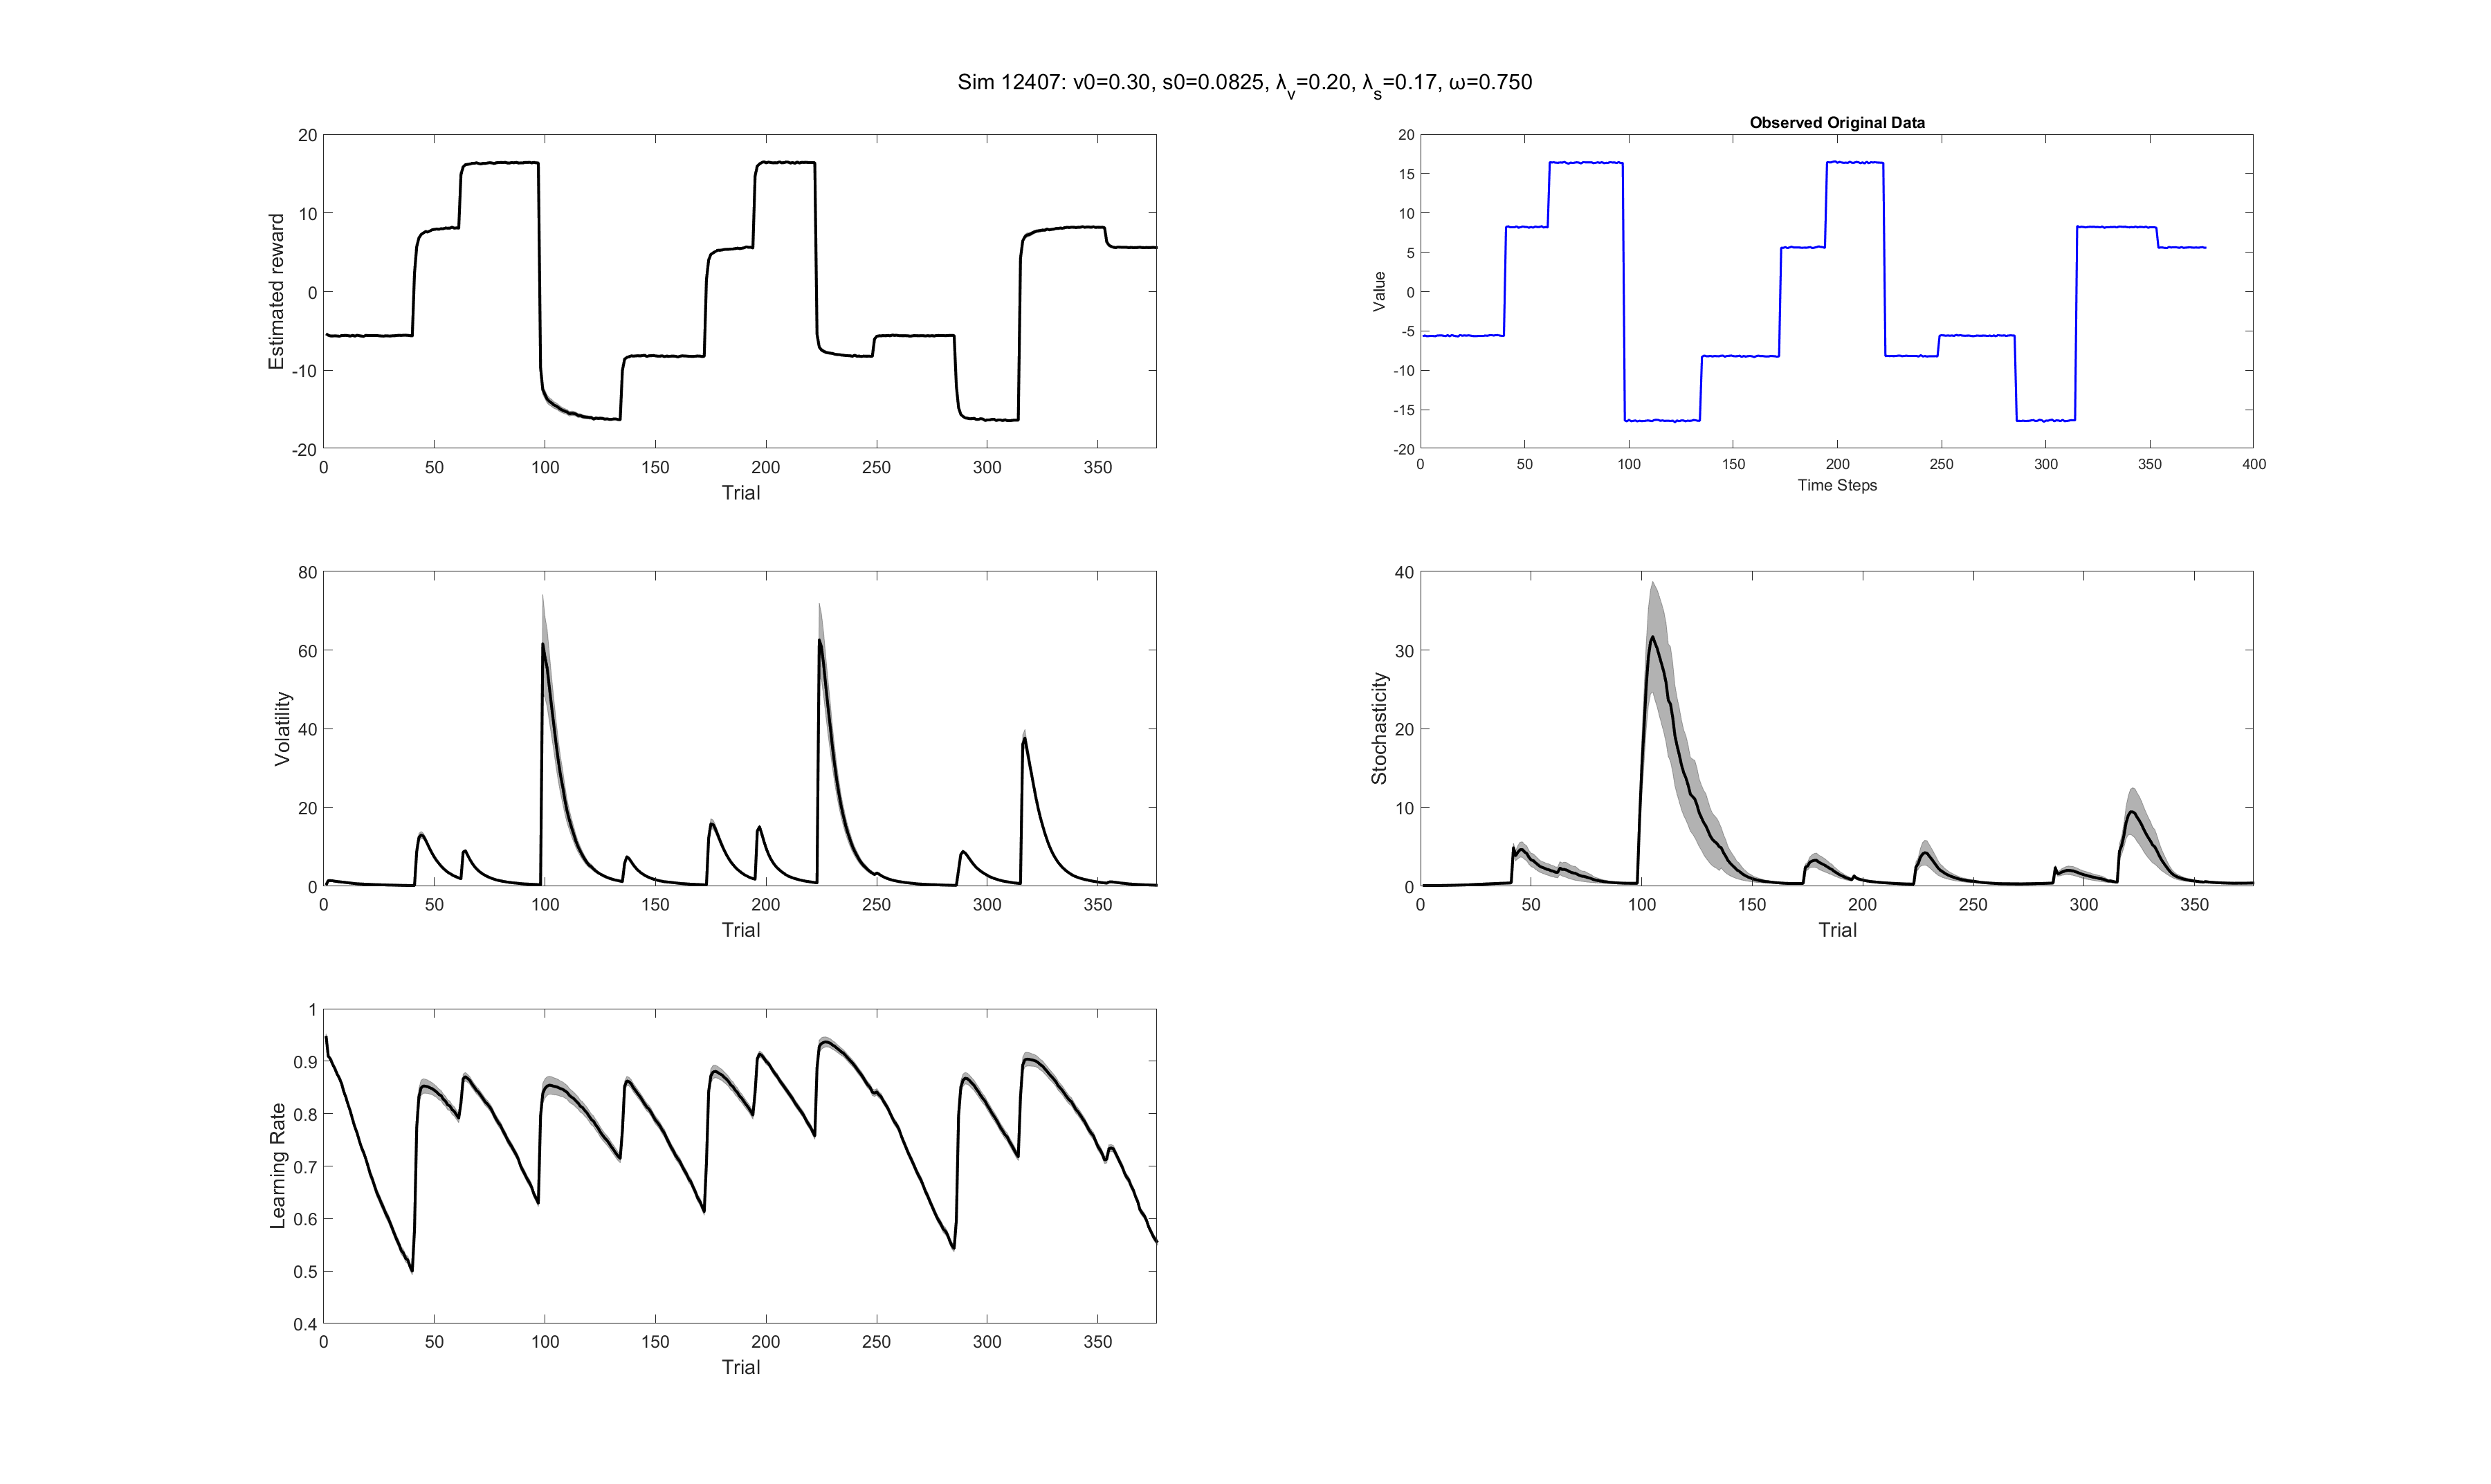 Sim 12407: v0=0.30, s0=0.0825, λv=0.20, λs=0.17, ω=0.750
Estimated reward
20
10
0
-10
-20
0 50 100 150 200 250 300 350
Trial
Observed Original Data
Value
20
15
10
5
0
-5
-10
-15
-20
0 50 100 150 200 250 300 350 400
Time Steps
Volatility
80
60
40
20
0
0 50 100 150 200 250 300 350
Trial
Stochasticity
40
30
20
10
0
0 50 100 150 200 250 300 350
Trial
Learning Rate
1
0.9
0.8
0.7
0.6
0.5
0.4
0 50 100 150 200 250 300 350
Trial